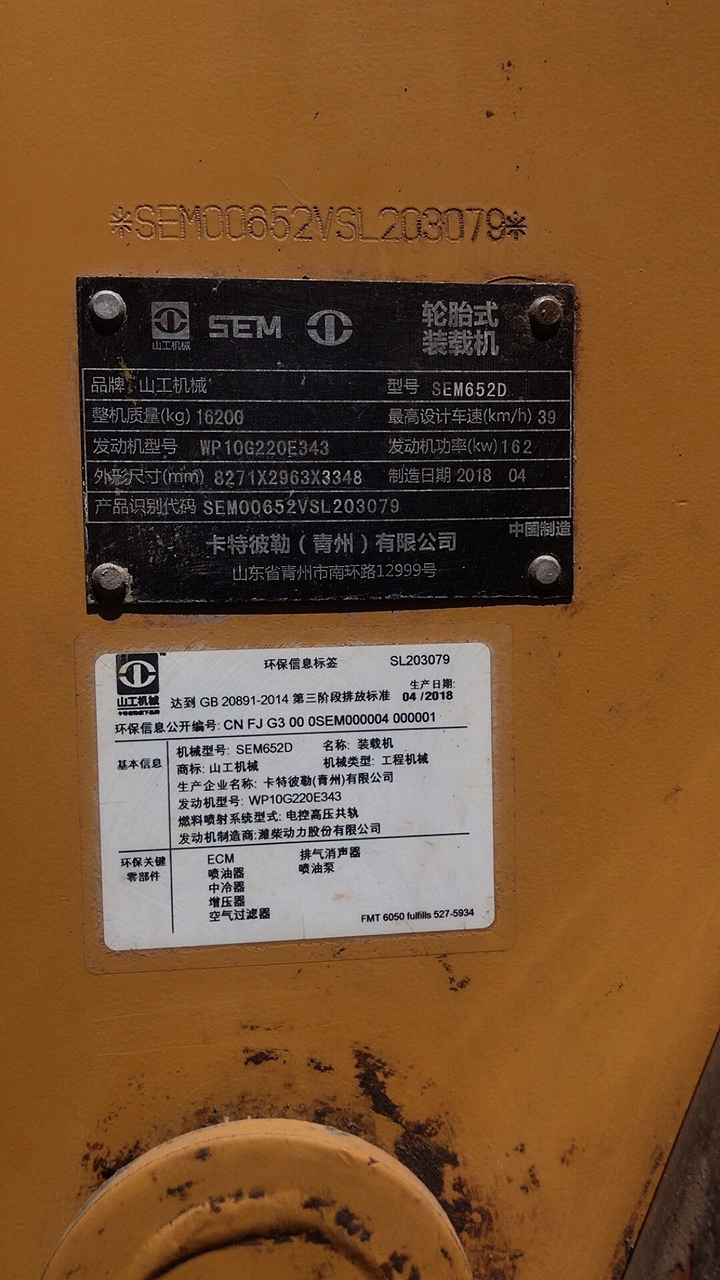 *SEM00652VSL203079*
山工机械 SEM 轮胎式
装载机
品牌 山工机械 型号 SEM652D
整机质量(kg) 16200 最高设计车速(km/h) 39
发动机型号 WP10G220E343 发动机功率(kw) 162
外形尺寸(mm) 8271X2963X3348 制造日期 2018 04
产品识别代码 SEM00652VSL203079
中国制造
卡特彼勒（青州）有限公司
山东省青州市南环路12999号
山工机械
环保信息标签 SL203079
生产日期:
达到 GB 20891-2014 第三阶段排放标准 04 /2018
环保信息公开编号: CN FJ G3 00 0SEM000004 000001
基本信息
机械型号: SEM652D 名称: 装载机
商标: 山工机械 机械类型: 工程机械
生产企业名称: 卡特彼勒(青州)有限公司
发动机型号: WP10G220E343
燃料喷射系统型式: 电控高压共轨
发动机制造商:潍柴动力股份有限公司
环保关键
零部件
ECM 排气消声器
喷油器 喷油泵
中冷器
增压器
空气过滤器
FMT 6050 fulfills 527-5934